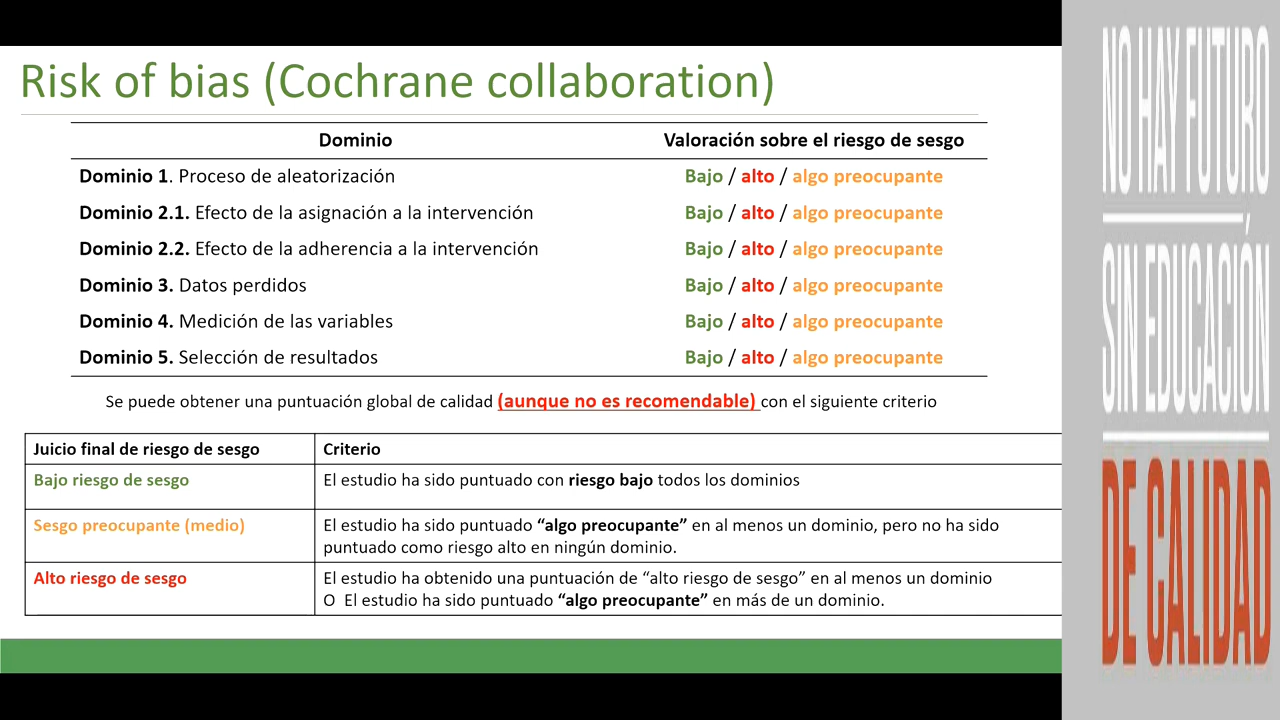 Risk of bias (Cochrane collaboration)
Dominio Valoración sobre el riesgo de sesgo
Dominio 1. Proceso de aleatorización Bajo / alto / algo preocupante
Dominio 2.1. Efecto de la asignación a la intervención Bajo / alto / algo preocupante
Dominio 2.2. Efecto de la adherencia a la intervención Bajo / alto / algo preocupante
Dominio 3. Datos perdidos Bajo / alto / algo preocupante
Dominio 4. Medición de las variables Bajo / alto / algo preocupante
Dominio 5. Selección de resultados Bajo / alto / algo preocupante
Se puede obtener una puntuación global de calidad (aunque no es recomendable) con el siguiente criterio
Juicio final de riesgo de sesgo Criterio
Bajo riesgo de sesgo El estudio ha sido puntuado con riesgo bajo todos los dominios
Sesgo preocupante (medio) El estudio ha sido puntuado “algo preocupante” en al menos un dominio, pero no ha sido
puntuado como riesgo alto en ningún dominio.
Alto riesgo de sesgo El estudio ha obtenido una puntuación de “alto riesgo de sesgo” en al menos un dominio
O El estudio ha sido puntuado “algo preocupante” en más de un dominio.
NO HAY FUTURO
SIN EDUCACIÓN
DE CALIDAD